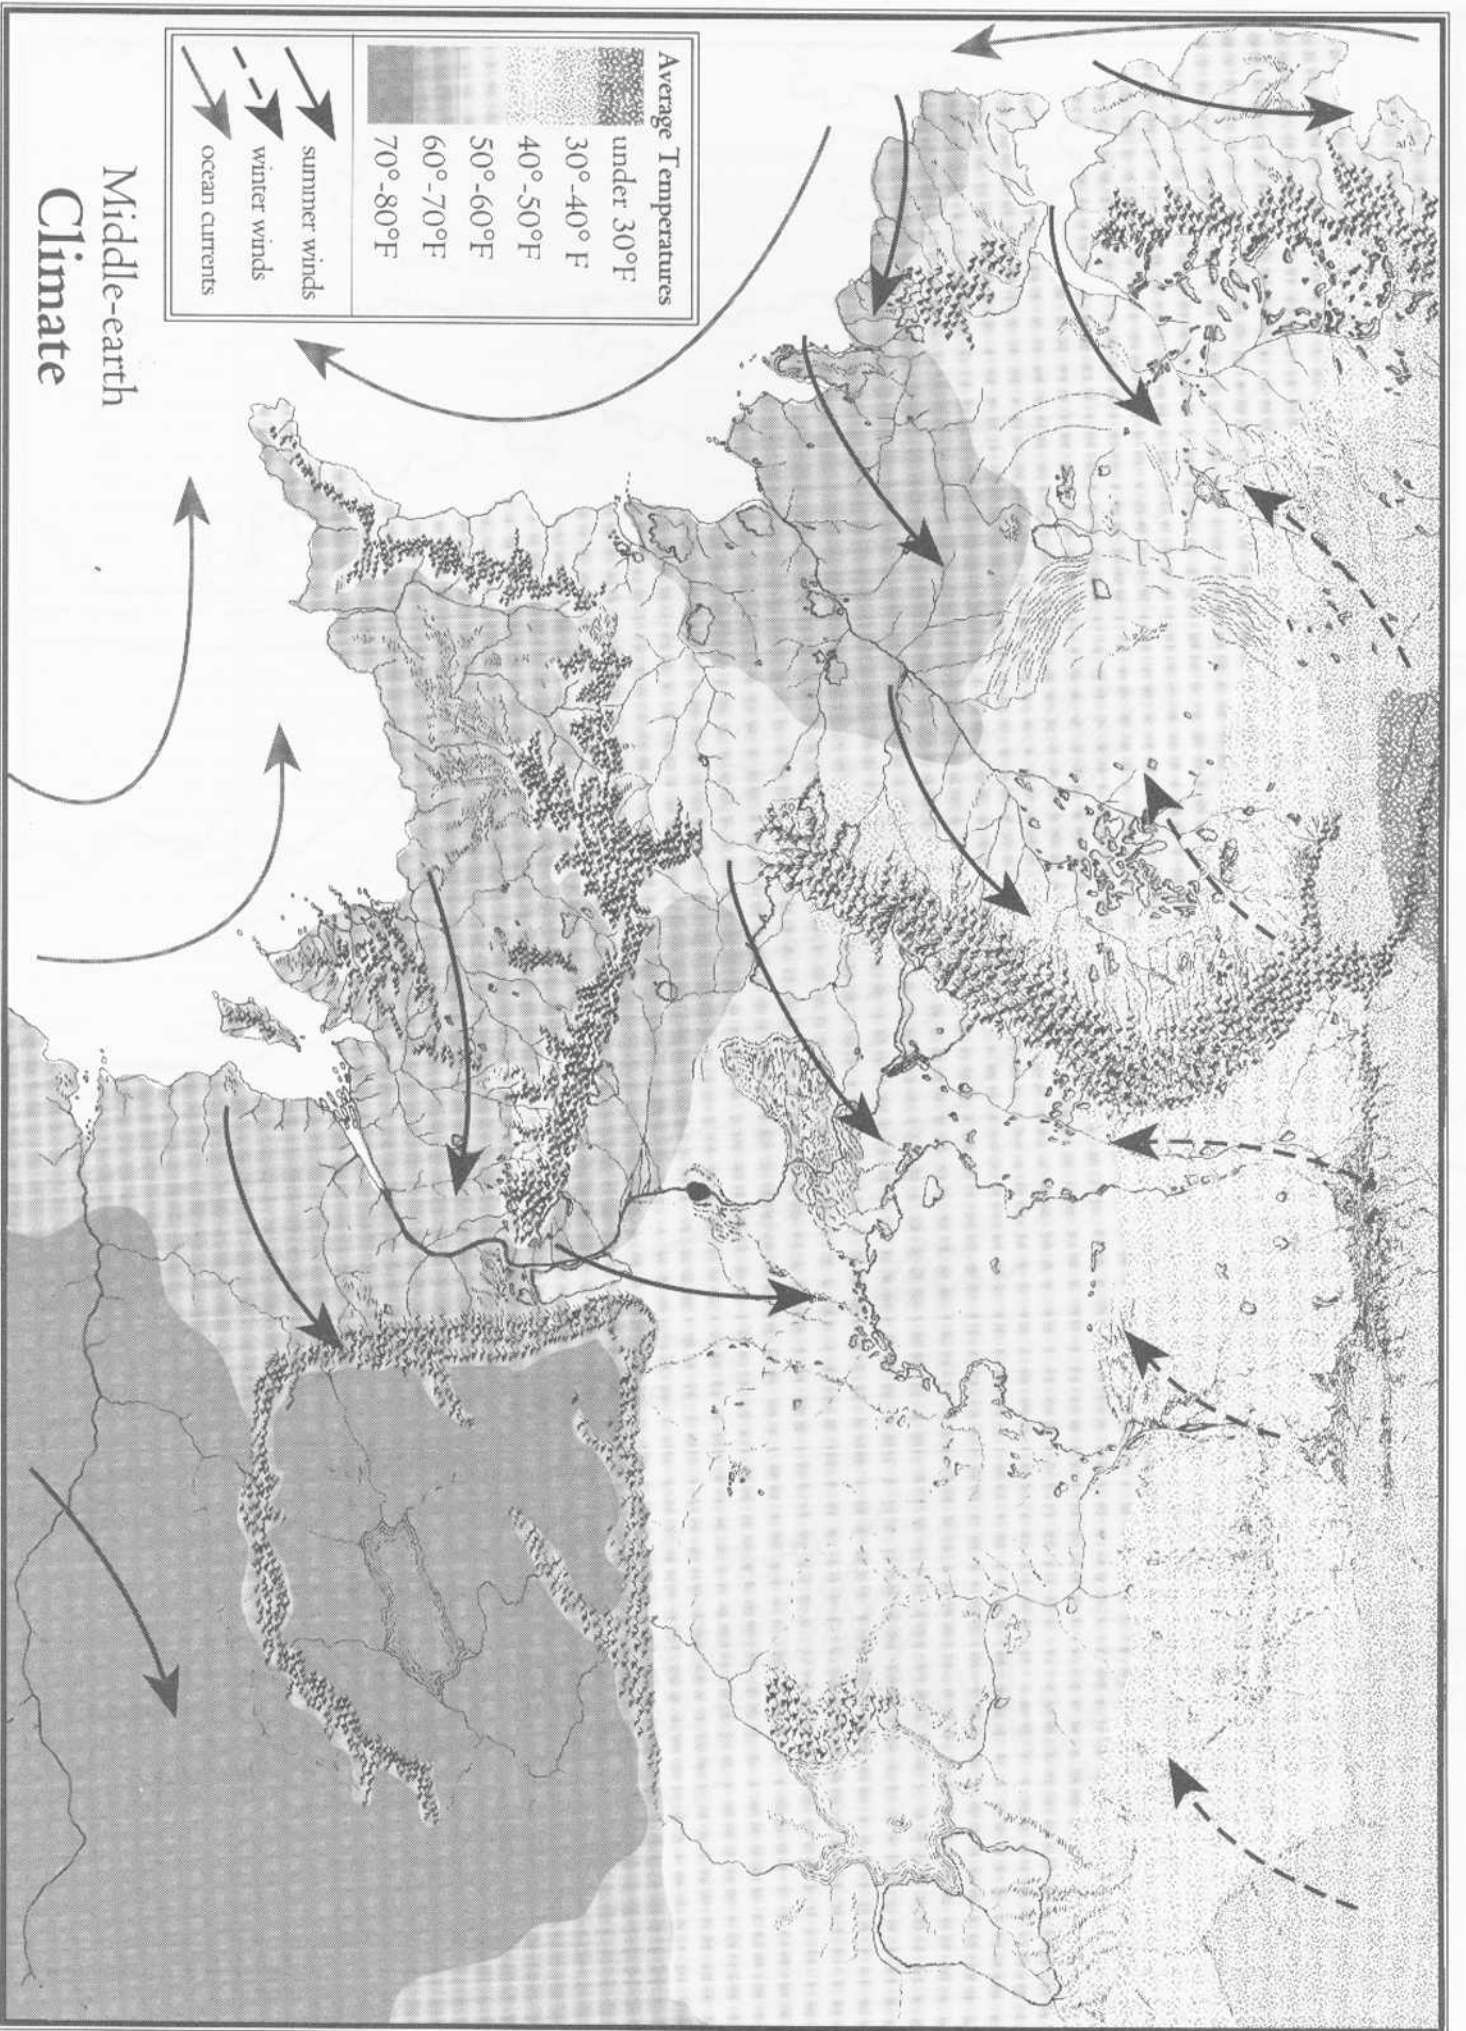 Average Temperatures
under 30°F
30°-40° F
40°-50°F
50°-60°F
60°-70°F
70°-80°F
summer winds
winter winds
ocean currents
Middle-earth
Climate